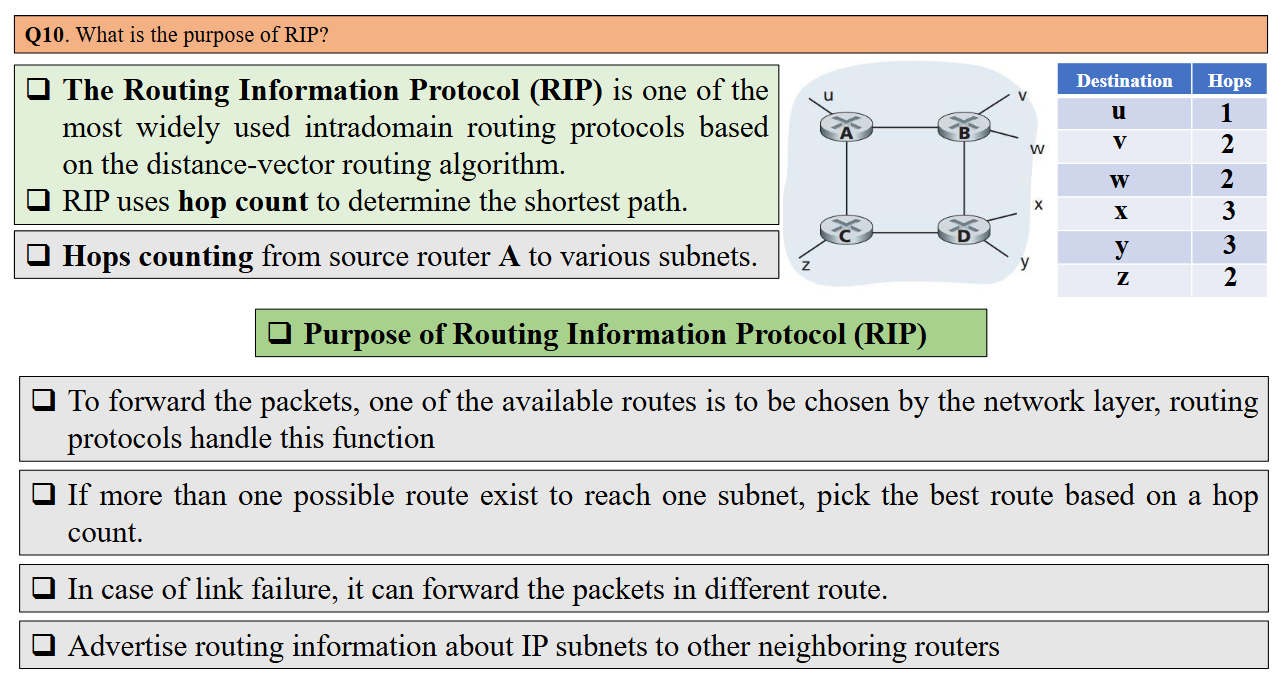 Q10. What is the purpose of RIP?
❑ The Routing Information Protocol (RIP) is one of the
most widely used intradomain routing protocols based
on the distance-vector routing algorithm.
❑ RIP uses hop count to determine the shortest path.
❑ Hops counting from source router A to various subnets.
u
v
A
B
w
x
C
D
z
y
Destination Hops
u 1
v 2
w 2
x 3
y 3
z 2
❑ Purpose of Routing Information Protocol (RIP)
❑ To forward the packets, one of the available routes is to be chosen by the network layer, routing
protocols handle this function
❑ If more than one possible route exist to reach one subnet, pick the best route based on a hop
count.
❑ In case of link failure, it can forward the packets in different route.
❑ Advertise routing information about IP subnets to other neighboring routers